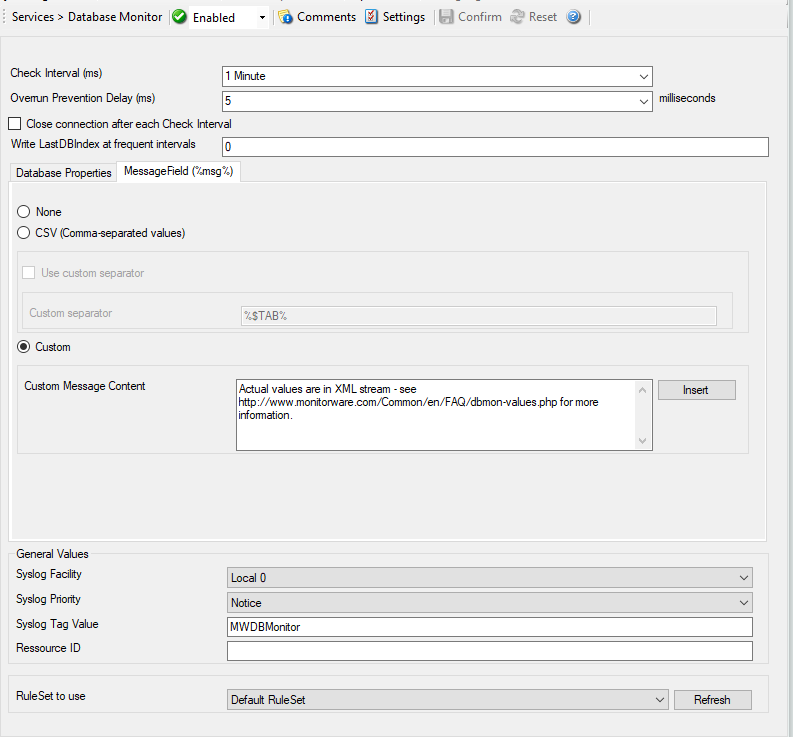 Services > Database Monitor Enabled Comments Settings Confirm Reset
Check Interval (ms) 1 Minute
Overrun Prevention Delay (ms) 5 milliseconds
Close connection after each Check Interval
Write LastDBIndex at frequent intervals 0
Database Properties MessageField (%msg%)
None
CSV (Comma-separated values)
Use custom separator
Custom separator %$TAB%
Custom
Custom Message Content Actual values are in XML stream - see Insert
http://www.monitorware.com/Common/en/FAQ/dbmon-values.php for more
information.
General Values
Syslog Facility Local 0
Syslog Priority Notice
Syslog Tag Value MWDBMonitor
Ressource ID
RuleSet to use Default RuleSet Refresh